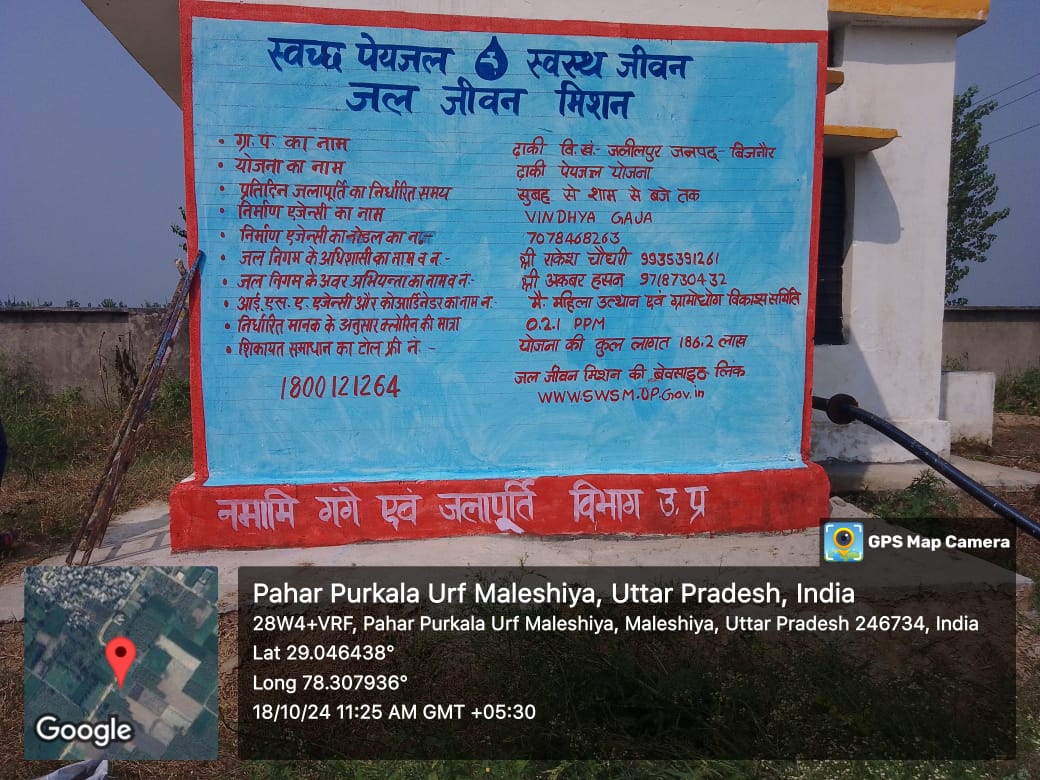 स्वच्छ पेयजल स्वस्थ जीवन
जल जीवन मिशन
• ग्रा. पं. का नाम ढ़ाकी वि. खं.- जलीलपुर जनपद- बिजनौर
• योजना का नाम ढ़ाकी पेयजल योजना
• प्रतिदिन जलापूर्ति का निर्धारित समय सुबह से शाम से बजे तक
• निर्माण एजेन्सी का नाम VINDHYA GAJA
• निर्माण एजेन्सी का नोडल का न:- 7078468263
• जल निगम के अधिशासी का नाम व न:- श्री राकेश चौधरी 9935391261
• जल निगम के अवर अभियन्ता का नाम व न:- श्री अकबर हसन 9718730432
• आई. एस. ए. एजेन्सी और कोआर्डिनेडर का नाम न: मै- महिला उत्थान एवं ग्रामोद्योग विकास समिति
• निर्धारित मानक के अनुसार क्लोरिन की मात्रा 0.2.1 PPM
• शिकायत समाधान का टोल फ्री नं:- योजना की कुल लागत 186.2 लाख
1800121264
जल जीवन मिशन की बेवसाइठ लिंक
WWW.SWSM.UP.Gov.in
नमामि गंगे एवं जलापूर्ति विभाग उ. प्र
GPS Map Camera
Pahar Purkala Urf Maleshiya, Uttar Pradesh, India
28W4+VRF, Pahar Purkala Urf Maleshiya, Maleshiya, Uttar Pradesh 246734, India
Lat 29.046438°
Long 78.307936°
18/10/24 11:25 AM GMT +05:30
Google